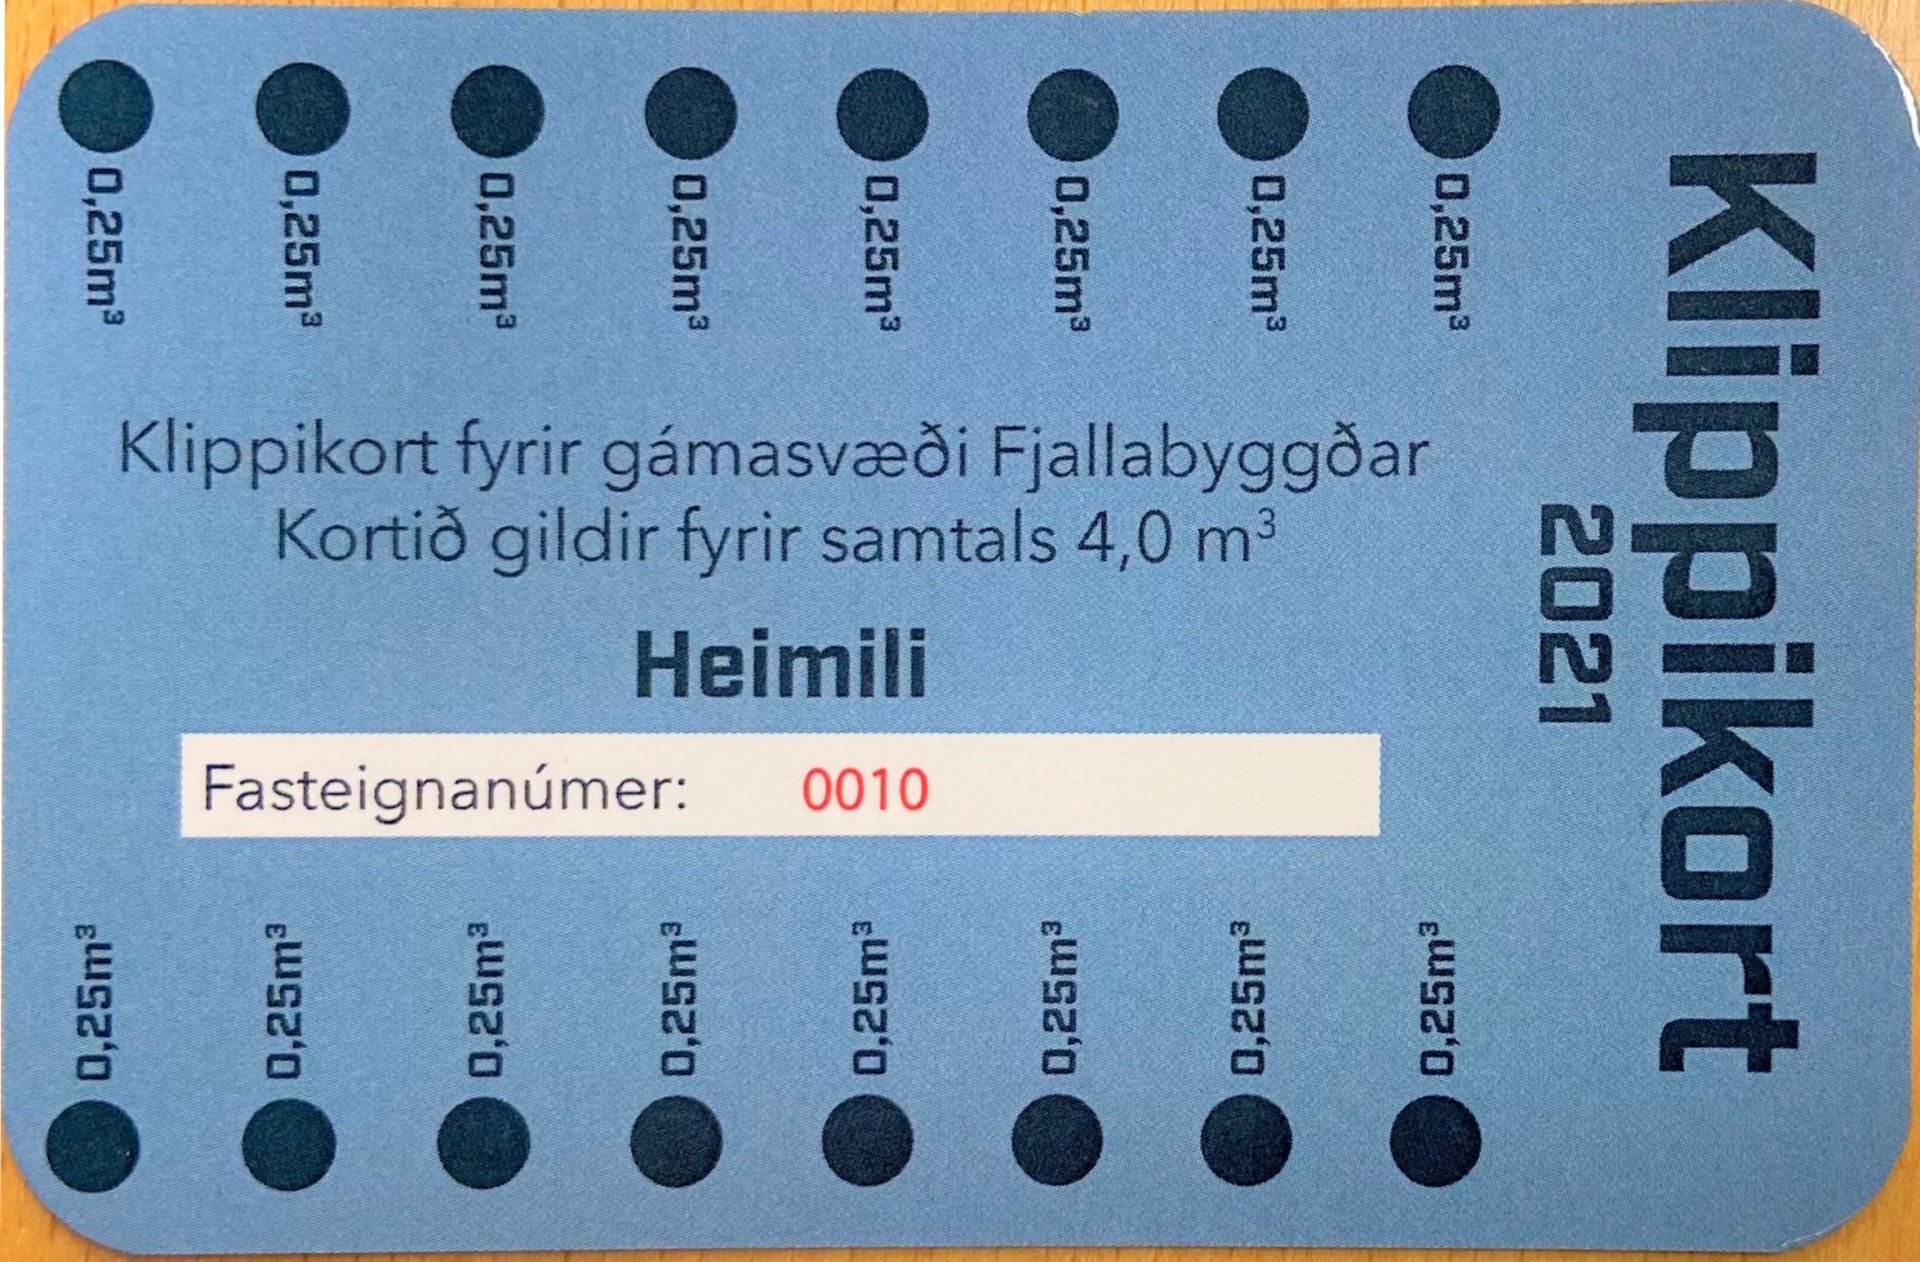 0,25m³
0,25m³
0,25m³
0,25m³
0,25m³
0,25m³
0,25m³
0,25m³
Klippikort fyrir gámasvæði Fjallabyggðar
Kortið gildir fyrir samtals 4,0 m³
Heimili
Fasteignanúmer: 0010
0,25m³
0,25m³
0,25m³
0,25m³
0,25m³
0,25m³
0,25m³
0,25m³
Klippikort
2021